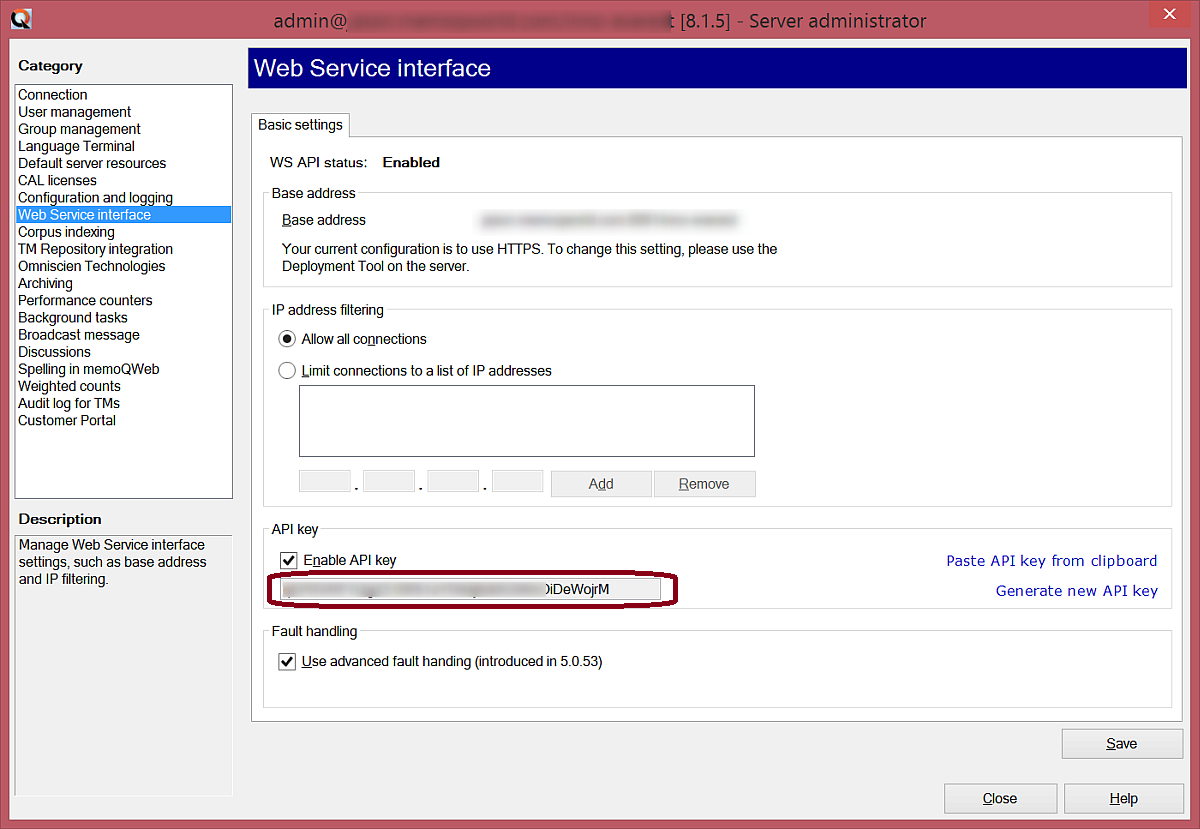 admin@ [8.1.5] - Server administrator
Category
Connection
User management
Group management
Language Terminal
Default server resources
CAL licenses
Configuration and logging
Web Service interface
Corpus indexing
TM Repository integration
Omniscien Technologies
Archiving
Performance counters
Background tasks
Broadcast message
Discussions
Spelling in memoQWeb
Weighted counts
Audit log for TMs
Customer Portal
Description
Manage Web Service interface
settings, such as base address
and IP filtering.
Web Service interface
Basic settings
WS API status: Enabled
Base address
Base address
Your current configuration is to use HTTPS. To change this setting, please use the
Deployment Tool on the server.
IP address filtering
Allow all connections
Limit connections to a list of IP addresses
. . .
Add Remove
API key
Enable API key
Paste API key from clipboard
iDeWojrM
Generate new API key
Fault handling
Use advanced fault handing (introduced in 5.0.53)
Save
Close Help